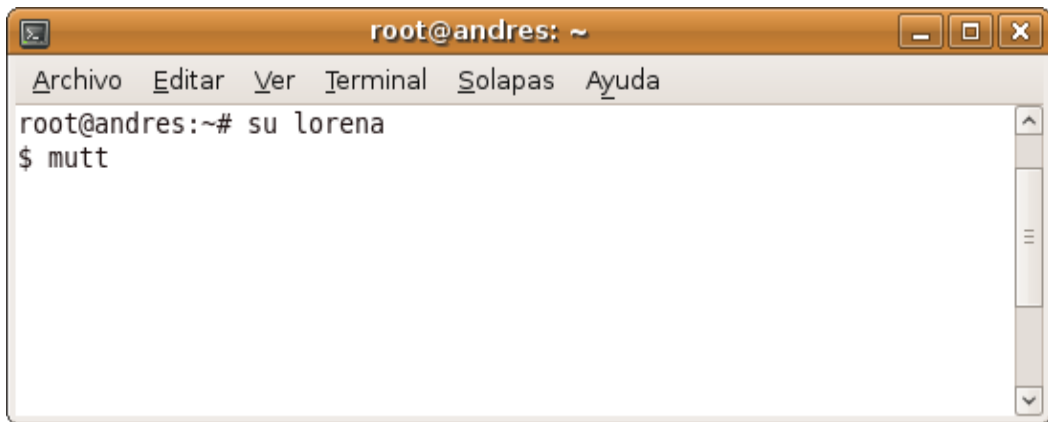 root@andres: ~
Archivo Editar Ver Terminal Solapas Ayuda
root@andres:~# su lorena
$ mutt